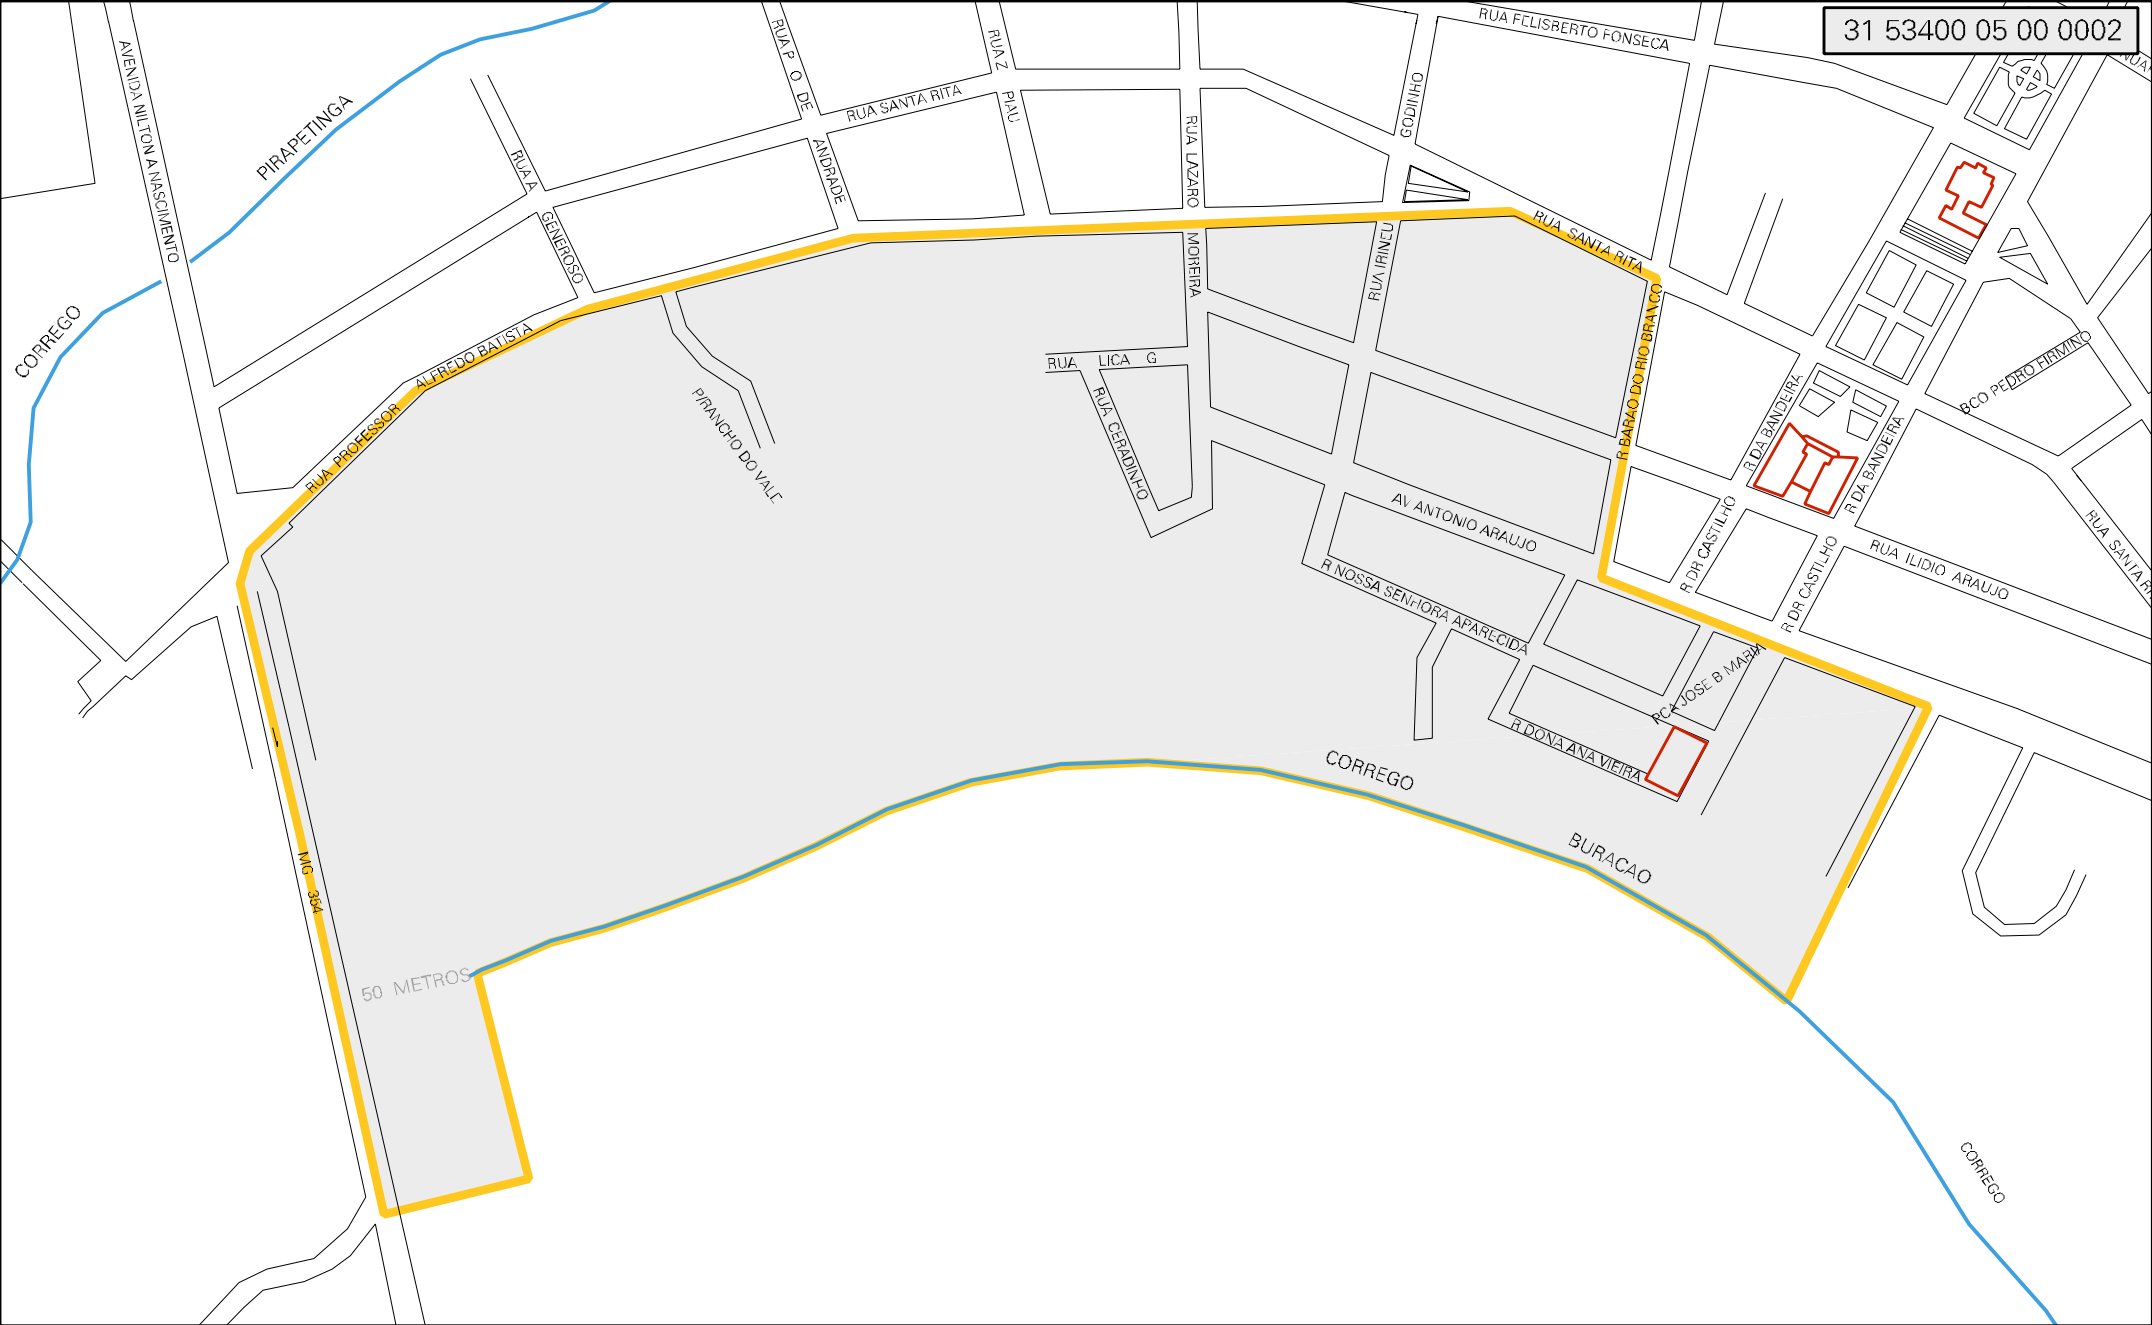 31 53400 05 00 0002
RUA FELISBERTO FONSECA
AVENIDA NILTON A NASCIMENTO
PIRAPETINGA
CORREGO
RUA P O DE
ANDRADE
RUA Z
PIAU
RUA SANTA RITA
RUA A
GENEROSO
RUA LAZARO
MOREIRA
GODINHO
RUA IRINEU
RUA SANTA RITA
R BARAO DO RIO BRANCO
RUA PROFESSOR
ALFREDO BATISTA
P/RANCHO DO VALE
RUA LICA G
RUA CERADINHO
AV ANTONIO ARAUJO
R NOSSA SENHORA APARECIDA
R DONA ANA VIEIRA
PCA JOSE B MARIA
R DA BANDEIRA
R DA BANDEIRA
R DR CASTILHO
R DR CASTILHO
BCO PEDRO FIRMINO
RUA ILIDIO ARAUJO
RUA SANTA RI
CORREGO
BURACAO
MG 354
50 METROS
CORREGO